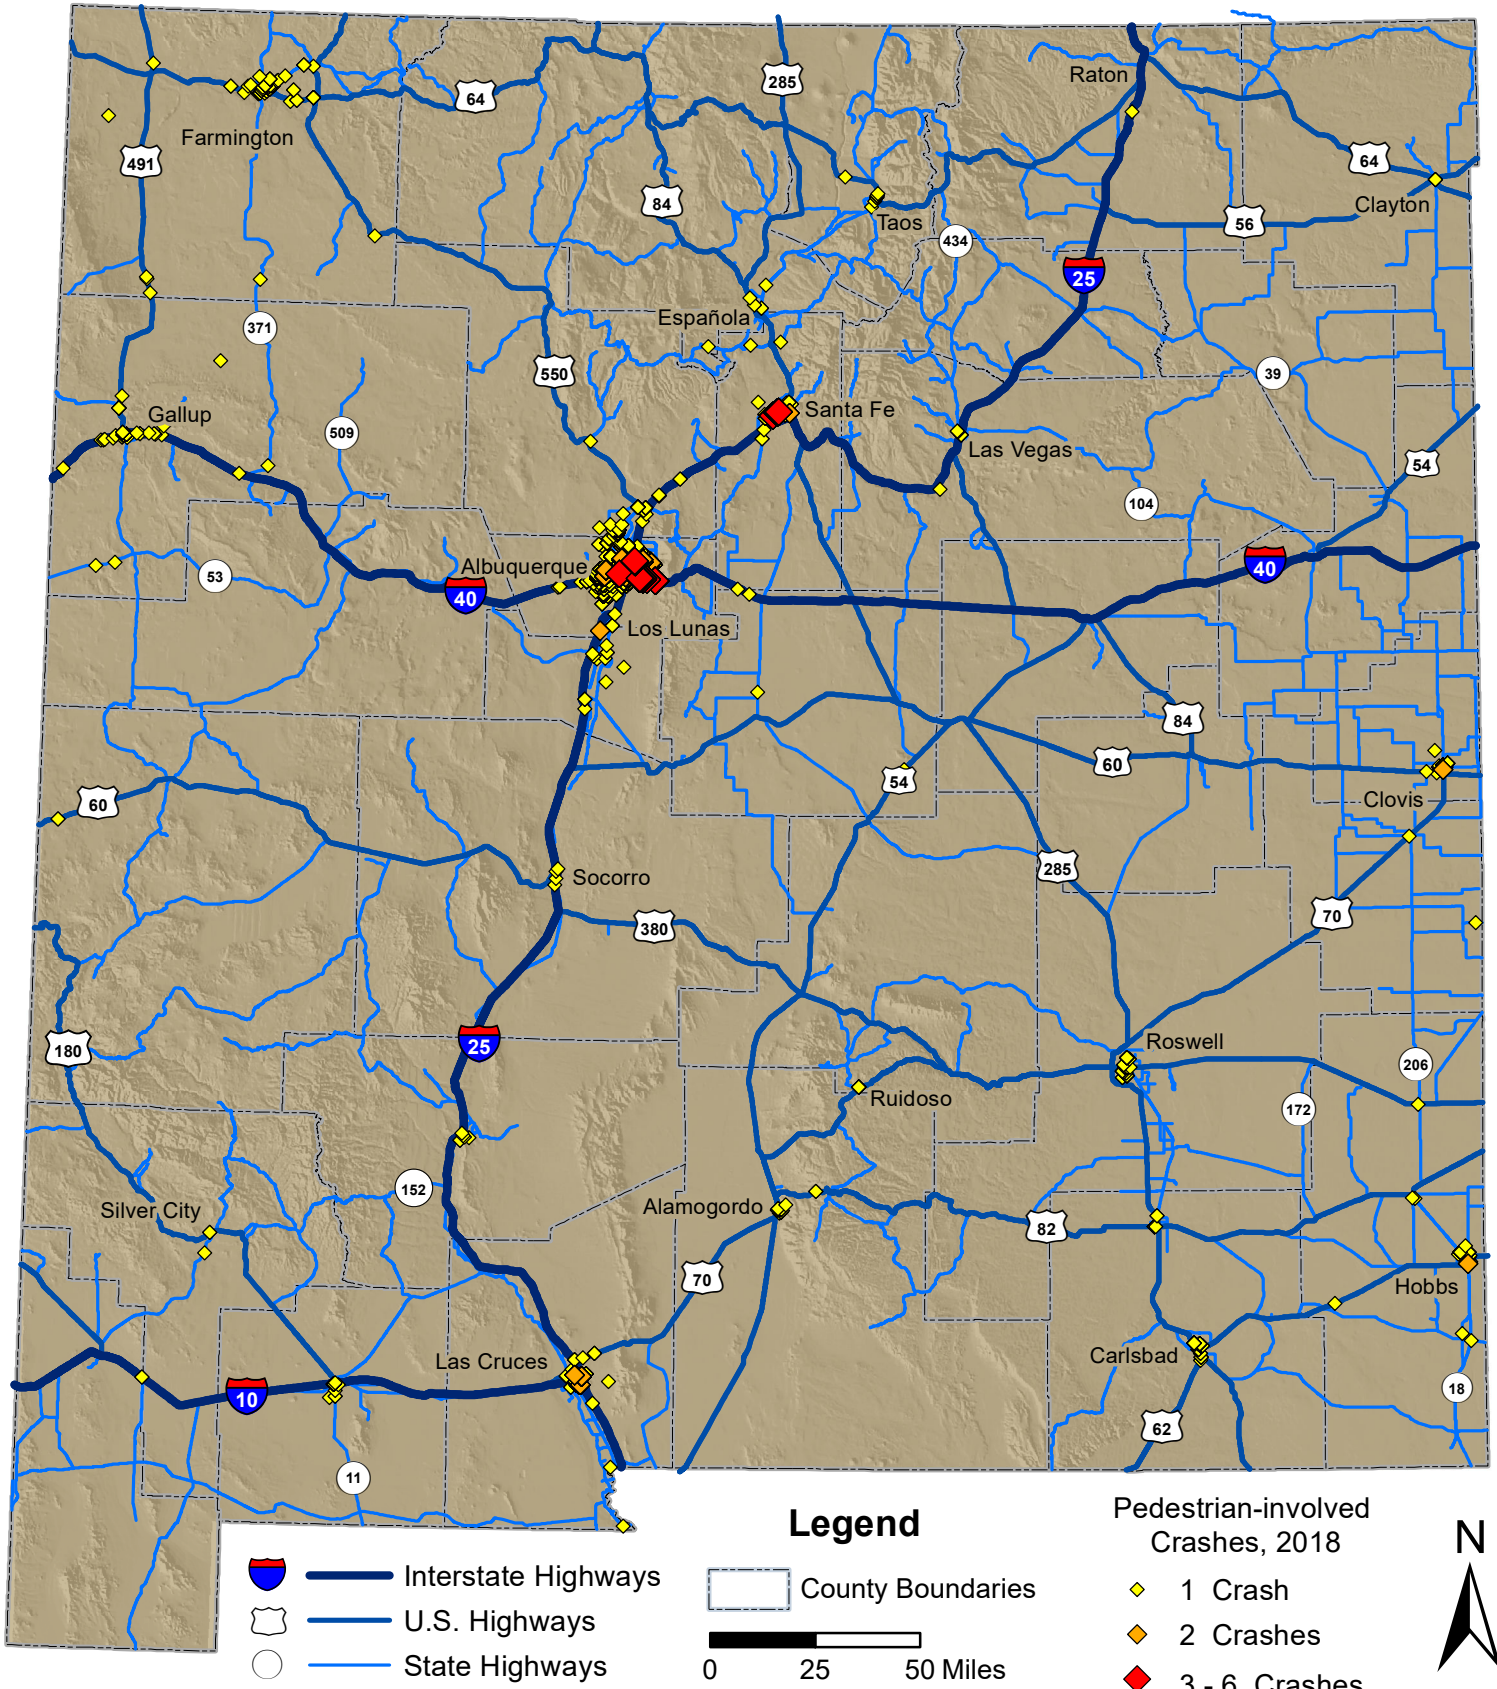 Raton
285
64
Farmington
491
64
84
Clayton
Taos
56
434
25
Española
371
550
39
Santa Fe
Gallup
509
Las Vegas
54
104
Albuquerque
40
53
40
Los Lunas
84
60
54
60
Clovis
285
Socorro
70
380
Roswell
25
180
206
Ruidoso
172
152
Silver City
Alamogordo
82
70
Hobbs
Las Cruces
Carlsbad
10
18
62
11
Legend
Interstate Highways
U.S. Highways
State Highways
County Boundaries
0 25 50 Miles
Pedestrian-involved
Crashes, 2018
1 Crash
2 Crashes
3 - 6 Crashes
N